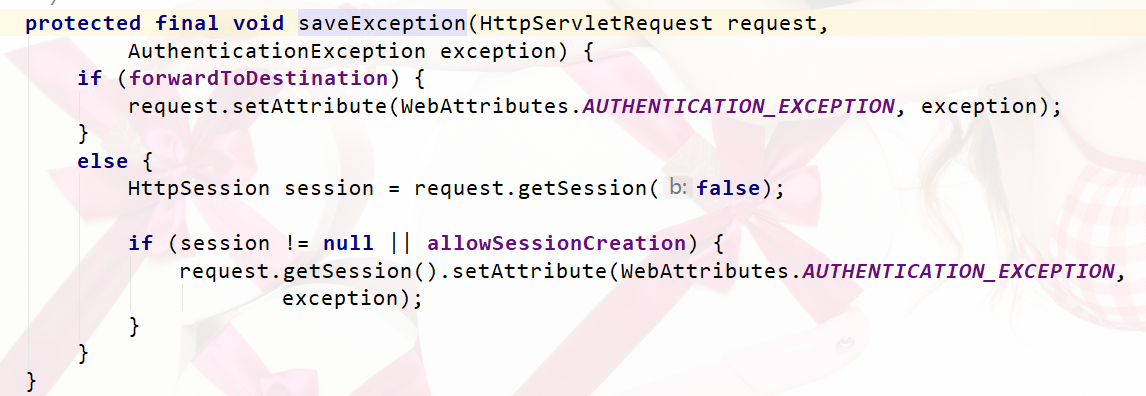 protected final void saveException(HttpServletRequest request,
AuthenticationException exception) {
if (forwardToDestination) {
request.setAttribute(WebAttributes.AUTHENTICATION_EXCEPTION, exception);
}
else {
HttpSession session = request.getSession( b: false);
if (session != null || allowSessionCreation) {
request.getSession().setAttribute(WebAttributes.AUTHENTICATION_EXCEPTION,
exception);
}
}
}